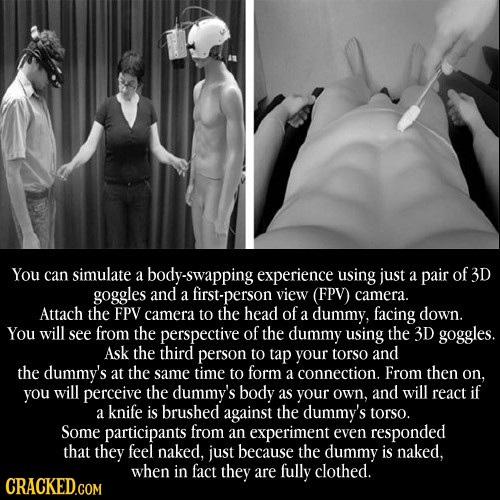 You can simulate a body-swapping experience using just a pair of 3D
goggles and a first-person view (FPV) camera.
Attach the FPV camera to the head of a dummy, facing down.
You will see from the perspective of the dummy using the 3D goggles.
Ask the third person to tap your torso and
the dummy's at the same time to form a connection. From then on,
you will perceive the dummy's body as your own, and will react if
a knife is brushed against the dummy's torso.
Some participants from an experiment even responded
that they feel naked, just because the dummy is naked,
when in fact they are fully clothed.
CRACKED.COM